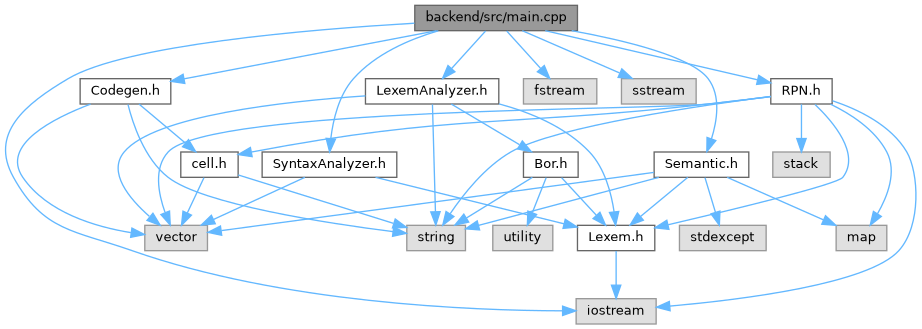 backend/src/main.cpp
Codegen.h
LexemAnalyzer.h
fstream
sstream
RPN.h
cell.h
SyntaxAnalyzer.h
Bor.h
Semantic.h
stack
vector
string
utility
Lexem.h
stdexcept
map
iostream